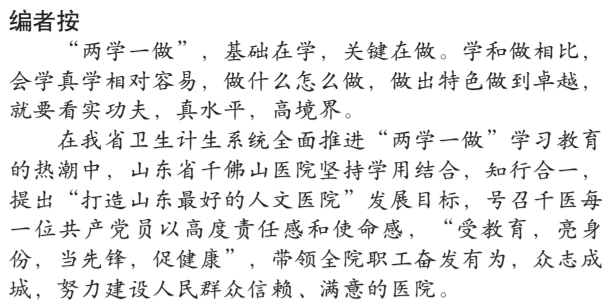 编者按
“两学一做”，基础在学，关键在做。学和做相比，
会学真学相对容易，做什么怎么做，做出特色做到卓越，
就要看实功夫，真水平，高境界。
在我省卫生计生系统全面推进“两学一做”学习教育
的热潮中，山东省千佛山医院坚持学用结合，知行合一，
提出“打造山东最好的人文医院”发展目标，号召千医每
一位共产党员以高度责任感和使命感，“受教育，亮身
份，当先锋，促健康”，带领全院职工奋发有为，众志成
城，努力建设人民群众信赖、满意的医院。